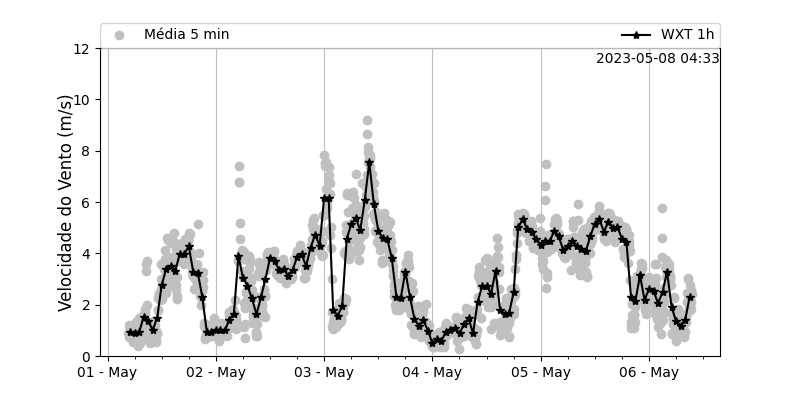 Média 5 min
WXT 1h
2023-05-08 04:33
Velocidade do Vento (m/s)
12
10
8
6
4
2
0
01 - May
02 - May
03 - May
04 - May
05 - May
06 - May